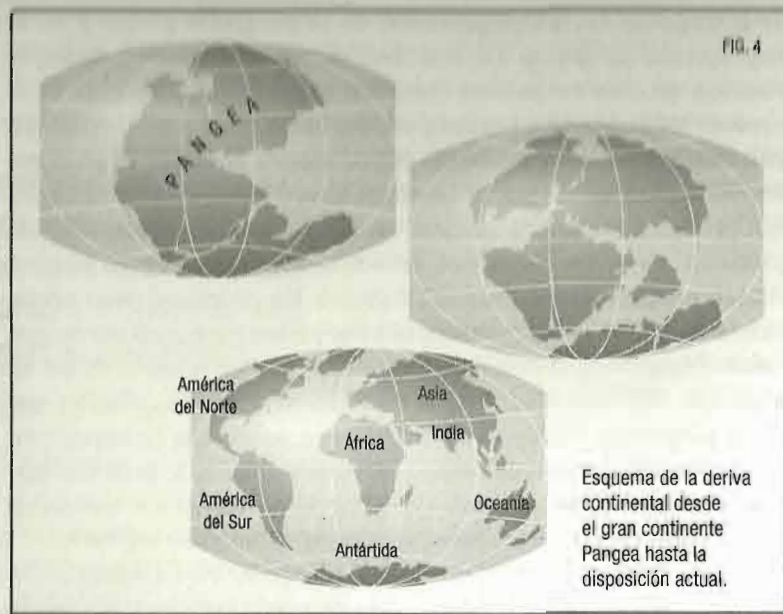 FIG. 4
PANGEA
América
del Norte
Asia
África
India
América
del Sur
Oceanía
Antártida
Esquema de la deriva
continental desde
el gran continente
Pangea hasta la
disposición actual.